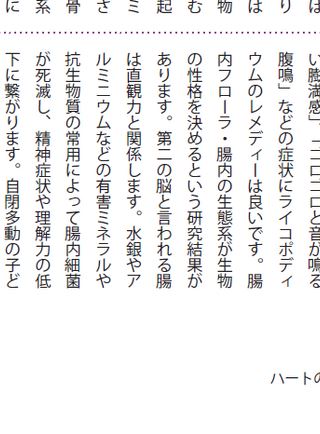 は
り
は
物
む
起
ミ
さ
骨
系
に
い膨満感」、「ゴロゴロと音が鳴る
腹鳴」などの症状にライコポディ
ウムのレメディーは良いです。腸
内フローラ・腸内の生態系が生物
の性格を決めるという研究結果が
あります。第二の脳と言われる腸
は直観力と関係します。水銀やア
ルミニウムなどの有害ミネラルや
抗生物質の常用によって腸内細菌
が死滅し、精神症状や理解力の低
下に繋がります。自閉多動の子ど
ハートの